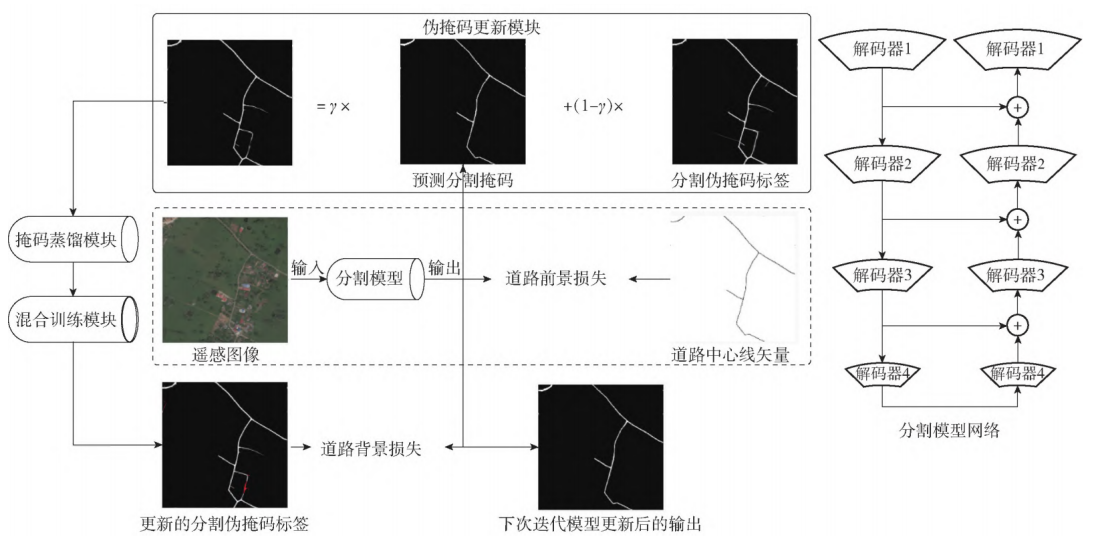 伪掩码更新模块
=γ×
+(1-γ)×
预测分割掩码
分割伪掩码标签
掩码蒸馏模块
混合训练模块
输入
分割模型
输出
道路前景损失
遥感图像
道路中心线矢量
道路背景损失
更新的分割伪掩码标签
下次迭代模型更新后的输出
解码器1
解码器1
+
解码器2
解码器2
+
解码器3
解码器3
+
解码器4
解码器4
分割模型网络